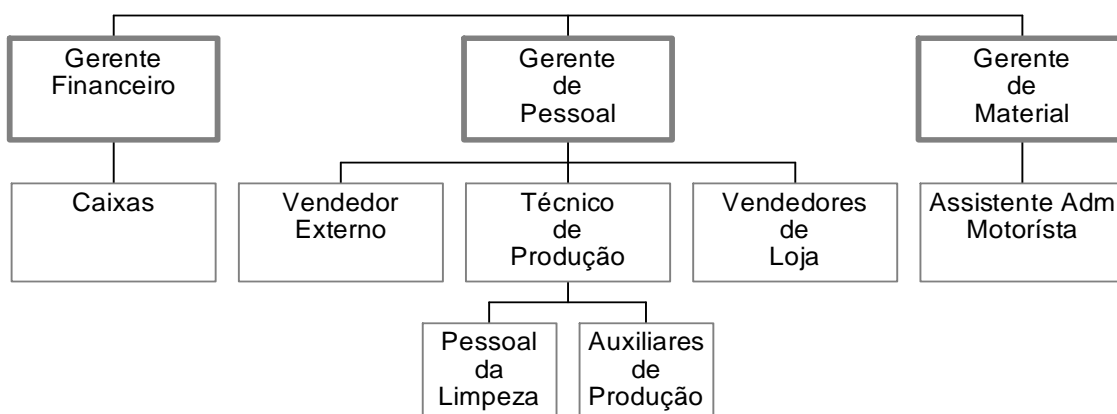 Gerente
Financeiro
Gerente
de
Pessoal
Gerente
de
Material
Caixas
Vendedor
Externo
Técnico
de
Produção
Vendedores
de
Loja
Assistente Adm
Motorísta
Pessoal
da
Limpeza
Auxiliares
de
Produção